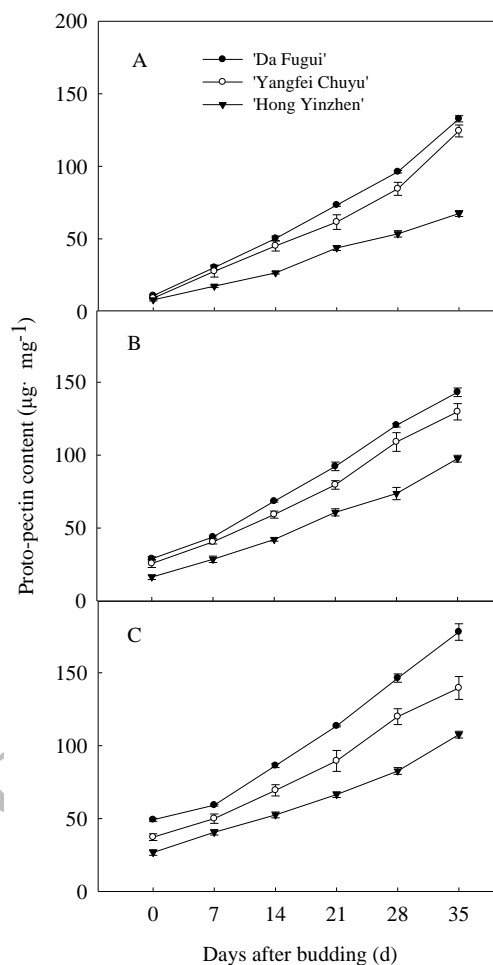 200
A
'Da Fugui'
'Yangfei Chuyu'
'Hong Yinzhen'
150
100
50
0
B
150
100
50
0
C
150
100
50
0
Proto-pectin content (µg· mg⁻¹)
0 7 14 21 28 35
Days after budding (d)